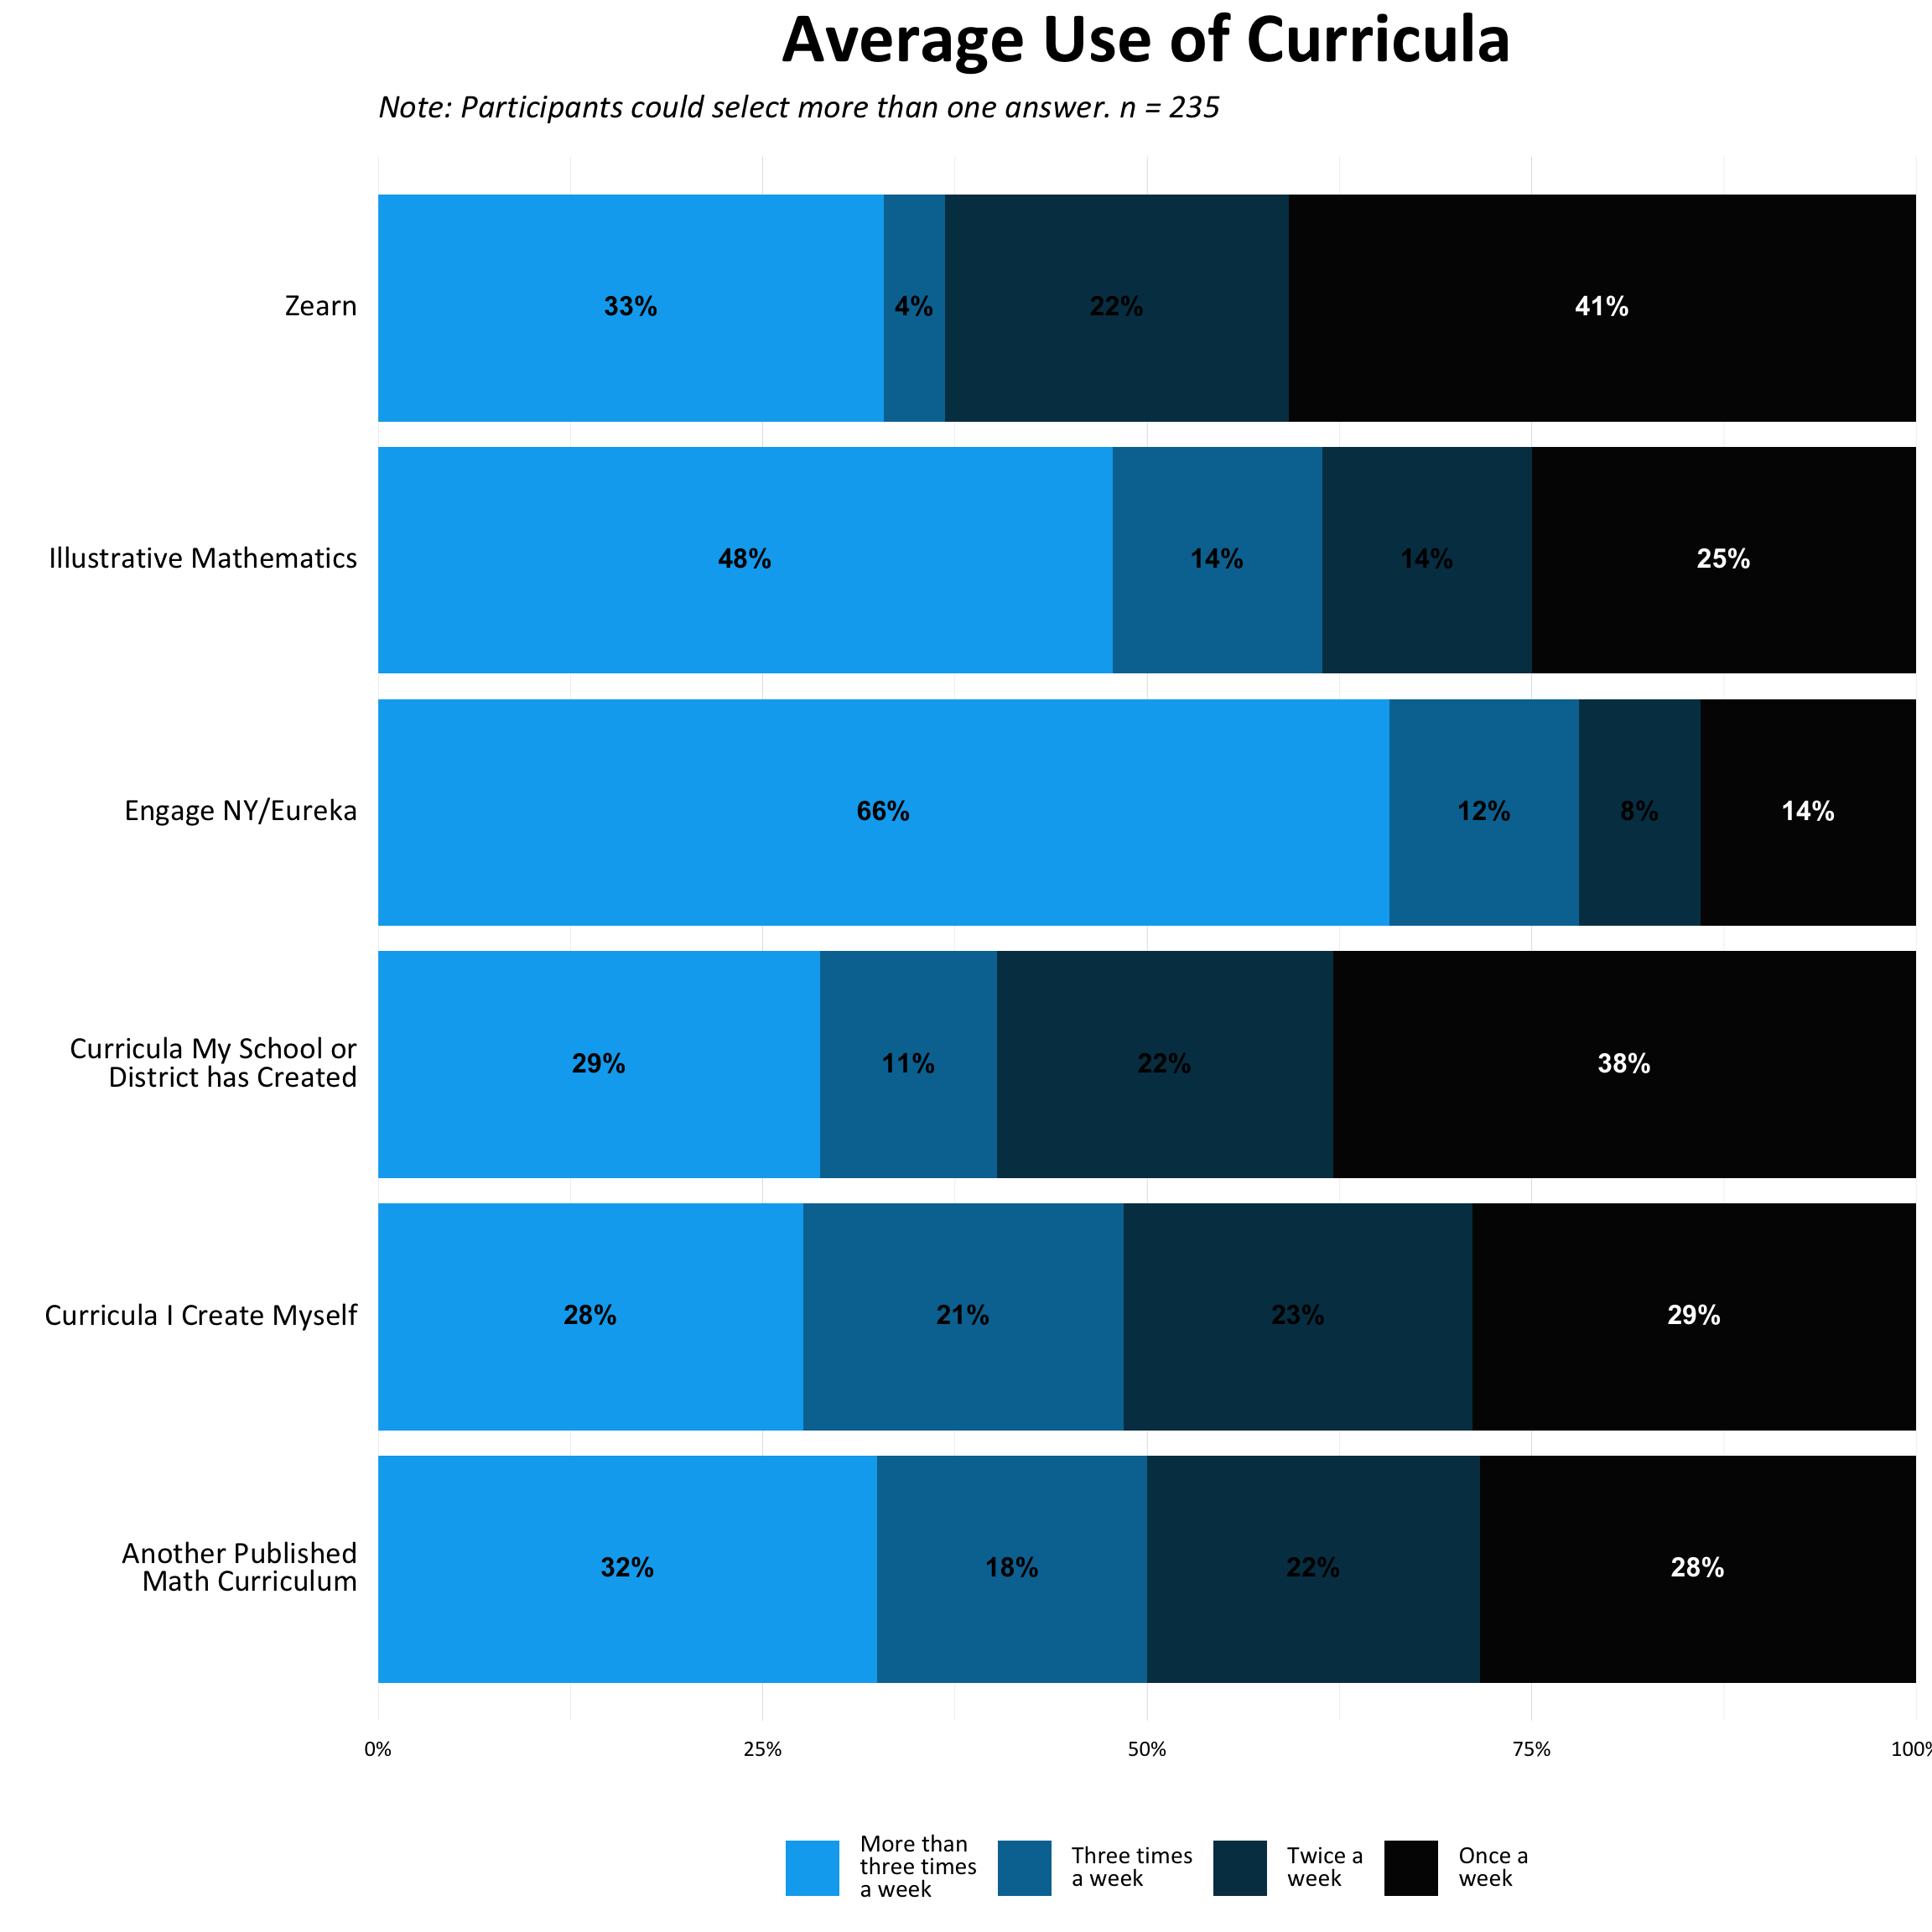 Average Use of Curricula
Note: Participants could select more than one answer. n = 235
Zearn
33% 4% 22% 41%
Illustrative Mathematics
48% 14% 14% 25%
Engage NY/Eureka
66% 12% 8% 14%
Curricula My School or
District has Created
29% 11% 22% 38%
Curricula I Create Myself
28% 21% 23% 29%
Another Published
Math Curriculum
32% 18% 22% 28%
0% 25% 50% 75% 100%
More than
three times
a week
Three times
a week
Twice a
week
Once a
week